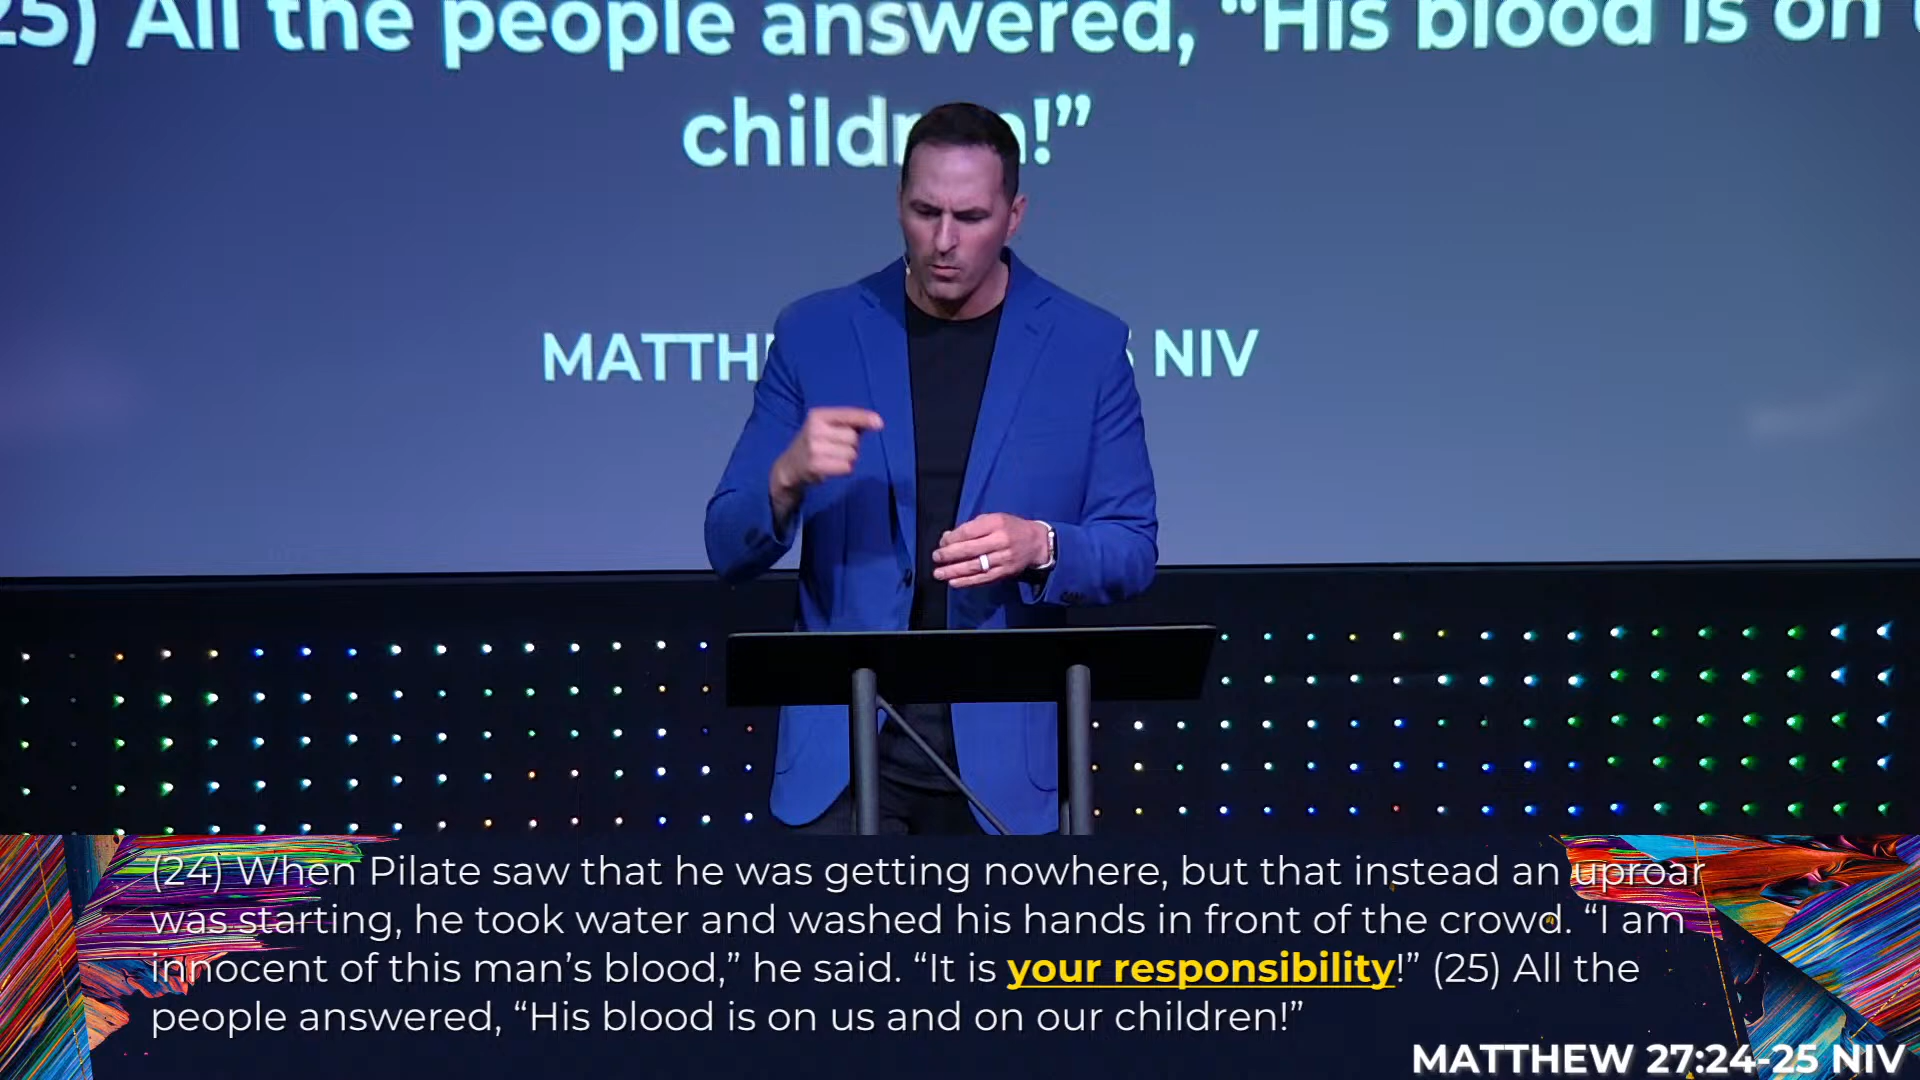 25) All the people answered, “His blood is on
children!”
MATTH 5 NIV
(24) When Pilate saw that he was getting nowhere, but that instead an uproar
was starting, he took water and washed his hands in front of the crowd. “I am
innocent of this man’s blood,” he said. “It is your responsibility!” (25) All the
people answered, “His blood is on us and on our children!”
MATTHEW 27:24-25 NIV